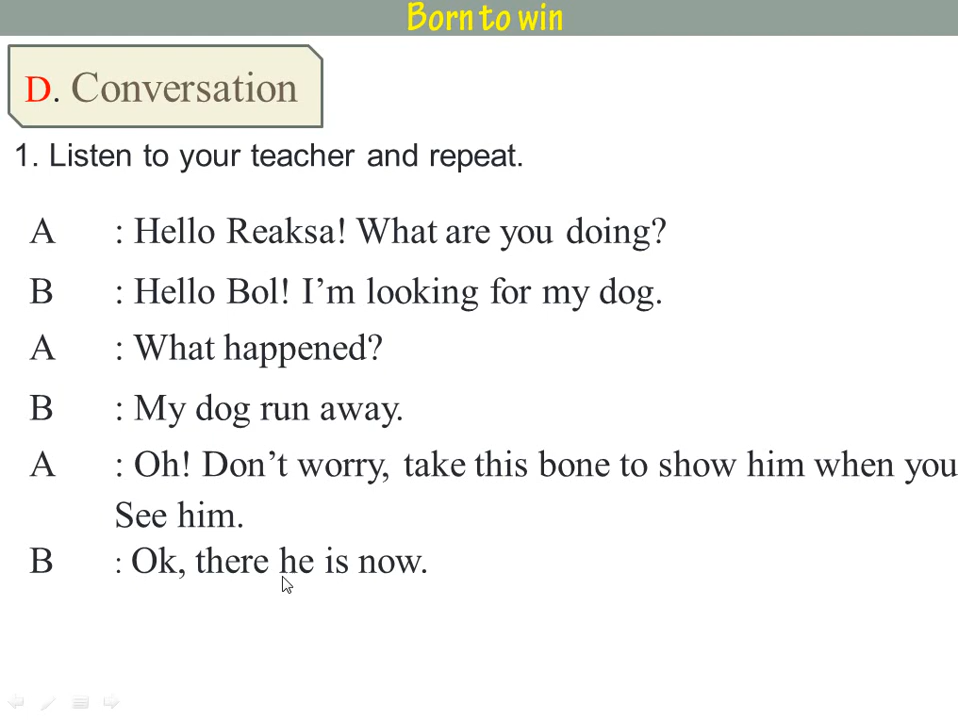 Born to win
D. Conversation
1. Listen to your teacher and repeat.
A : Hello Reaksa! What are you doing?
B : Hello Bol! I’m looking for my dog.
A : What happened?
B : My dog run away.
A : Oh! Don’t worry, take this bone to show him when you
See him.
B : Ok, there he is now.